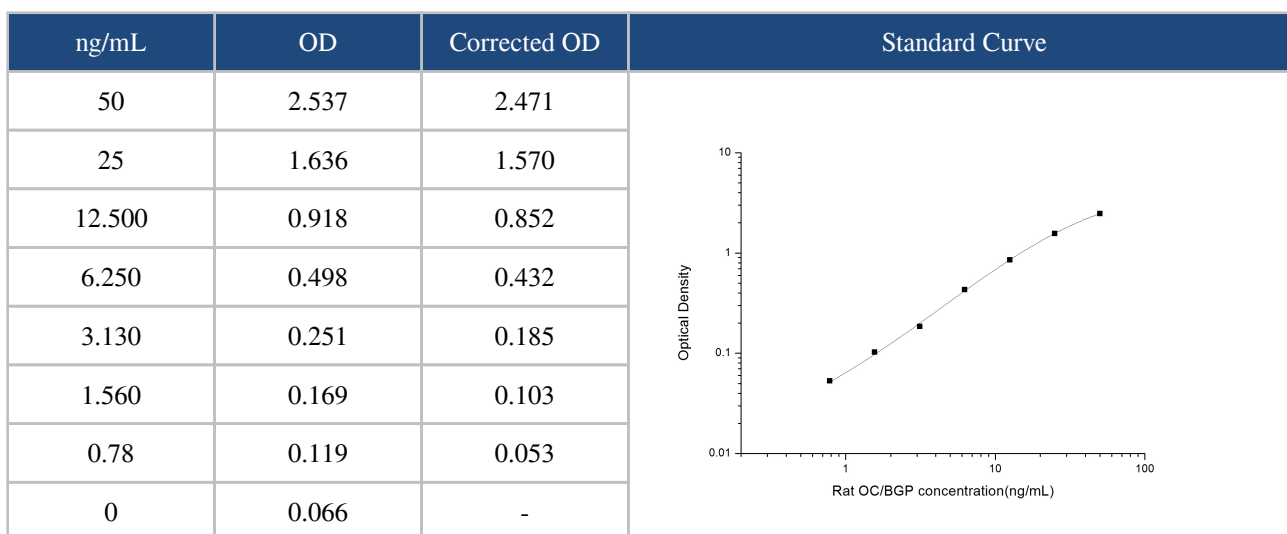 ng/mL OD Corrected OD Standard Curve
50 2.537 2.471
25 1.636 1.570
12.500 0.918 0.852
6.250 0.498 0.432
3.130 0.251 0.185
1.560 0.169 0.103
0.78 0.119 0.053
0 0.066 -
10
1
0.1
0.01
Optical Density
1 10 100
Rat OC/BGP concentration(ng/mL)